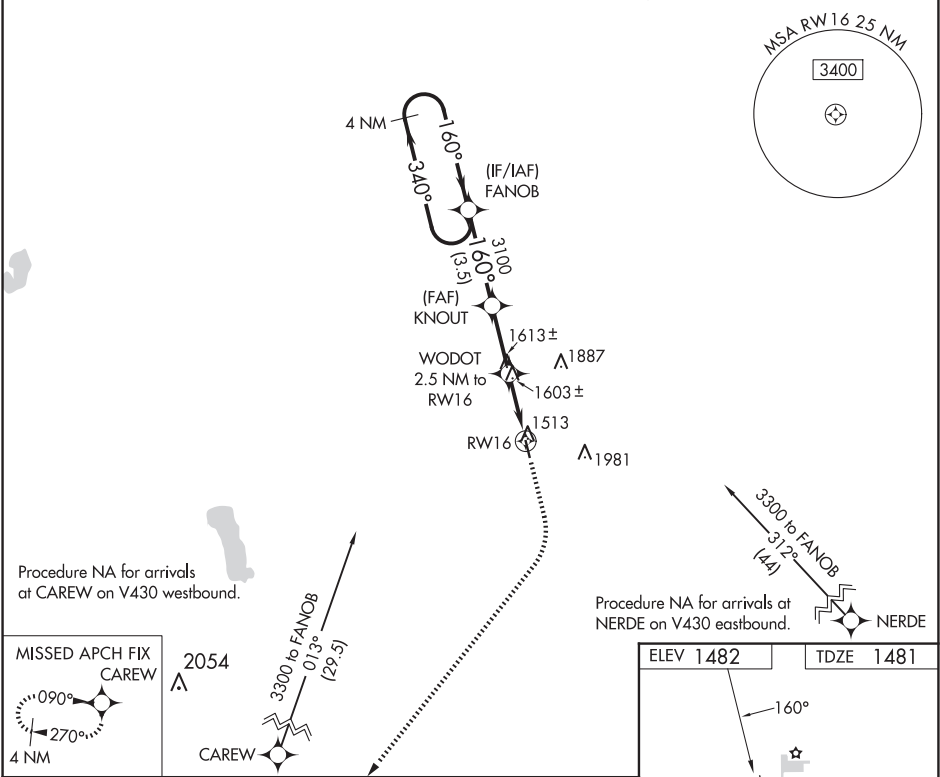 MSA RW16 25 NM
3400
4 NM
160°
340°
(IF/IAF)
FANOB
3100
160°
(3.5)
(FAF)
KNOUT
1613±
WODOT
2.5 NM to
RW16
1887
1603±
1513
RW16
1981
Procedure NA for arrivals
at CAREW on V430 westbound.
3300 to FANOB
312°
(44)
Procedure NA for arrivals at
NERDE on V430 eastbound.
NERDE
MISSED APCH FIX
CAREW
090°
270°
4 NM
2054
3300 to FANOB
013°
(29.5)
CAREW
ELEV 1482
TDZE 1481
160°